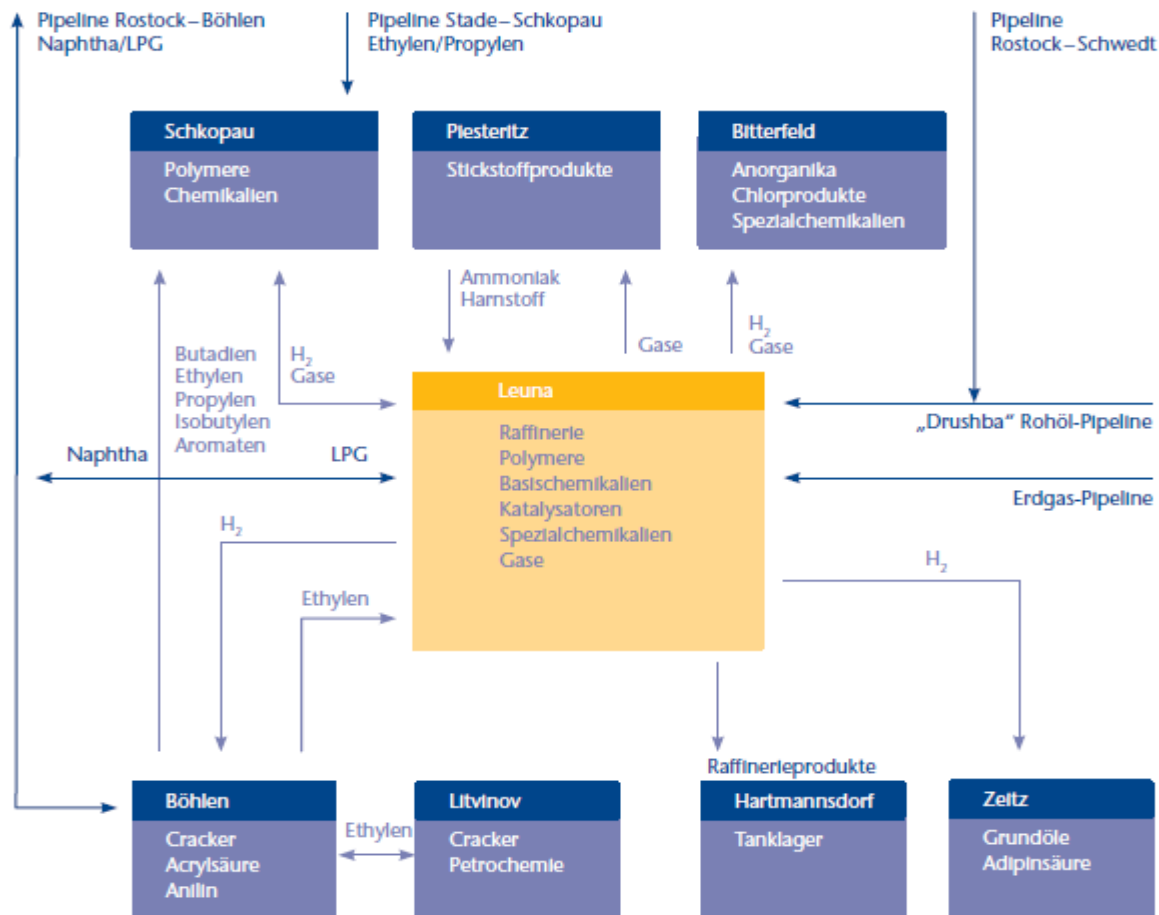 Pipeline Rostock–Böhlen
Naphtha/LPG
Pipeline Stade–Schkopau
Ethylen/Propylen
Pipeline
Rostock–Schwedt
Schkopau
Polymere
Chemikalien
Piesteritz
Stickstoffprodukte
Bitterfeld
Anorganika
Chlorprodukte
Spezialchemikalien
Butadien
Ethylen
Propylen
Isobutylen
Aromaten
H₂
Gase
Ammoniak
Harnstoff
Gase
H₂
Gase
Leuna
Raffinerie
Polymere
Basischemikalien
Katalysatoren
Spezialchemikalien
Gase
„Drushba“ Rohöl-Pipeline
Naphtha
LPG
Erdgas-Pipeline
H₂
H₂
Ethylen
Raffinerieprodukte
Böhlen
Cracker
Acrylsäure
Anilin
Ethylen
Litvinov
Cracker
Petrochemie
Hartmannsdorf
Tanklager
Zeitz
Grundöle
Adipinsäure